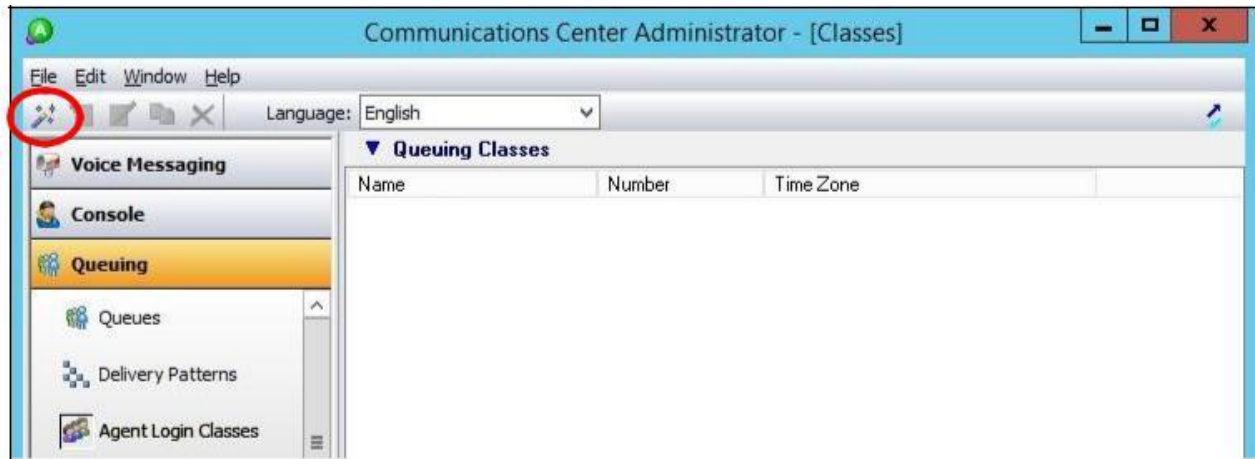 Communications Center Administrator - [Classes]
File Edit Window Help
Language: English
Voice Messaging
Console
Queuing
Queues
Delivery Patterns
Agent Login Classes
Queuing Classes
Name Number Time Zone